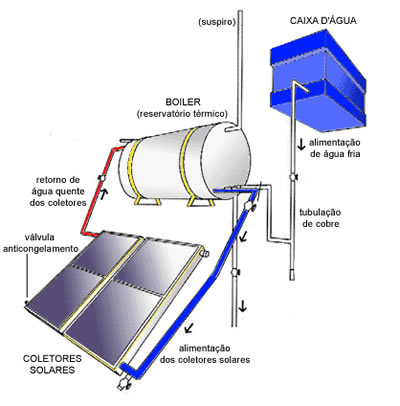 (suspiro)
CAIXA D'ÁGUA
BOILER
(reservatório térmico)
alimentação
de água fria
retorno de
água quente
dos coletores
tubulação
de cobre
válvula
anticongelamento
alimentação
dos coletores solares
COLETORES
SOLARES